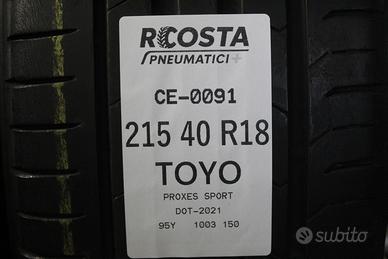 RCOSTA
PNEUMATICI+
CE-0091
215 40 R18
TOYO
PROXES SPORT
DOT-2021
95Y 1003 150
subito